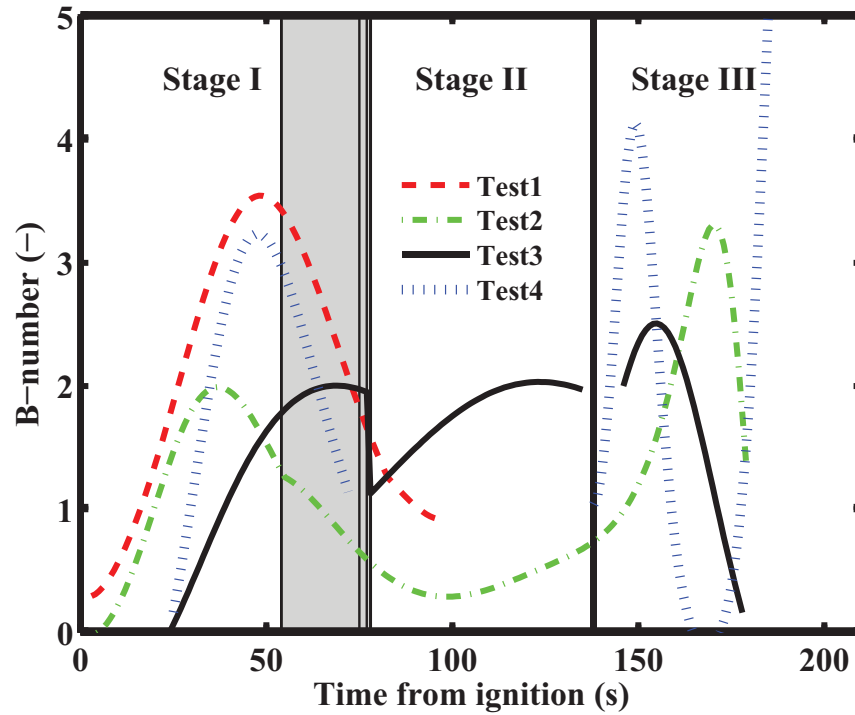 5
Stage I
Stage II
Stage III
4
Test1
Test2
Test3
Test4
3
2
1
0
B-number (-)
0
50
100
150
200
Time from ignition (s)